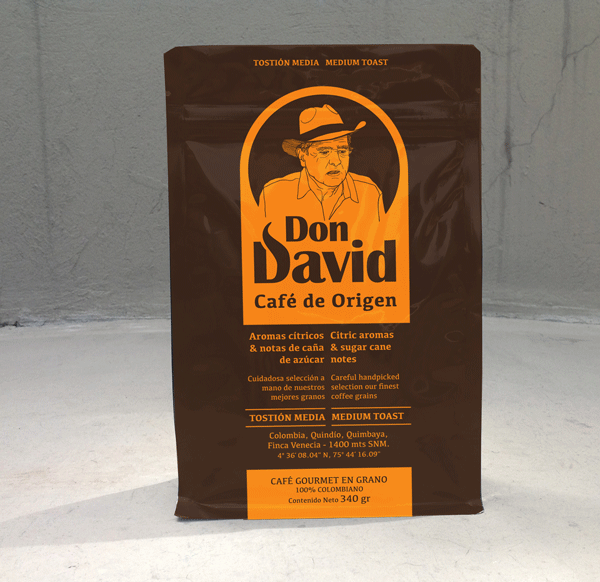 TOSTIÓN MEDIA MEDIUM TOAST
Don
David
Café de Origen
Aromas cítricos
& notas de caña
de azúcar
Citric aromas
& sugar cane
notes
Cuidadosa selección a
mano de nuestros
mejores granos
Careful handpicked
selection our finest
coffee grains
TOSTIÓN MEDIA MEDIUM TOAST
Colombia, Quindío, Quimbaya,
Finca Venecia - 1400 mts SNM.
4° 36' 08.04" N, 75° 44' 16.09"
CAFÉ GOURMET EN GRANO
100% COLOMBIANO
Contenido Neto 340 gr